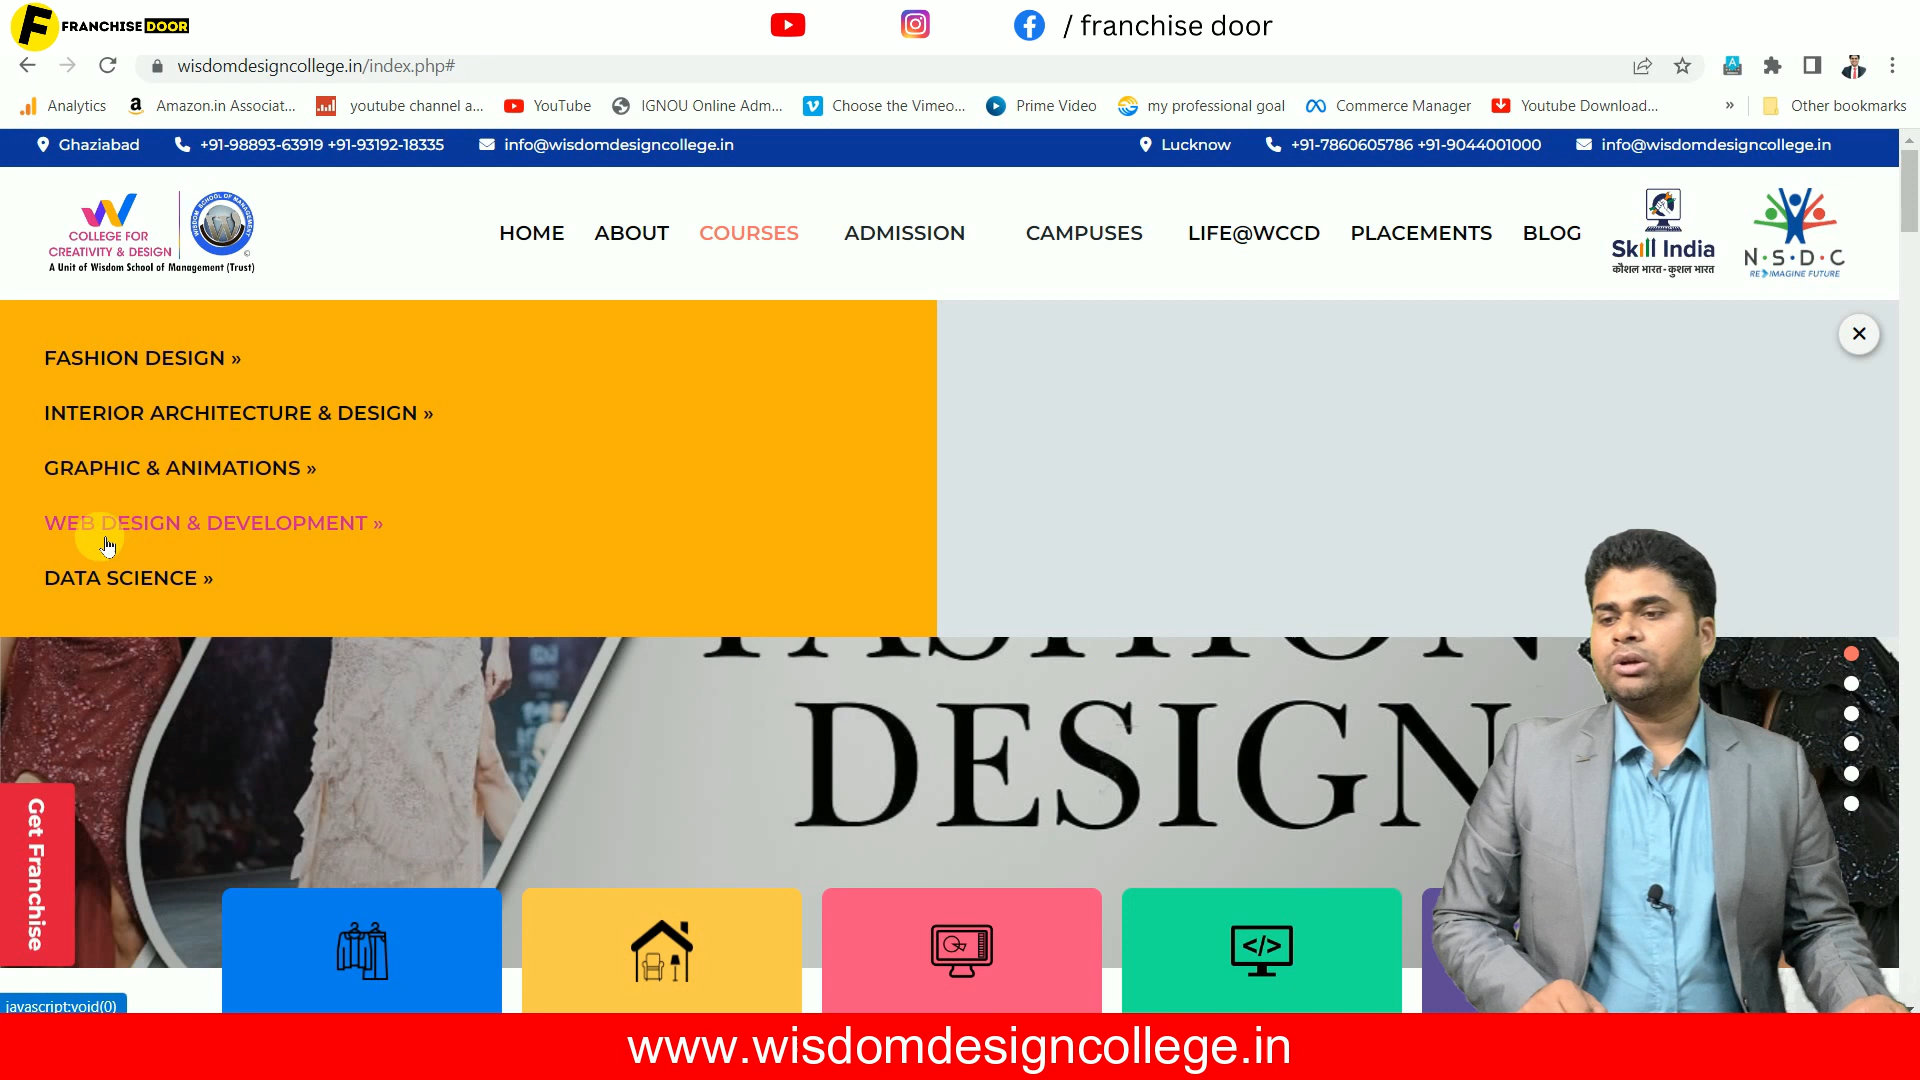 F FRANCHISE DOOR
/ franchise door
wisdomdesigncollege.in/index.php#
Analytics
Amazon.in Associat...
youtube channel a...
YouTube
IGNOU Online Adm...
Choose the Vimeo...
Prime Video
my professional goal
Commerce Manager
Youtube Download...
»
Other bookmarks
Ghaziabad +91-98893-63919 +91-93192-18335 info@wisdomdesigncollege.in
Lucknow +91-7860605786 +91-9044001000 info@wisdomdesigncollege.in
COLLEGE FOR
CREATIVITY & DESIGN
A Unit of Wisdom School of Management (Trust)
WISDOM SCHOOL OF MANAGEMENT
HOME ABOUT COURSES ADMISSION CAMPUSES LIFE@WCCD PLACEMENTS BLOG
Skill India
कौशल भारत-कुशल भारत
N·S·D·C
RE IMAGINE FUTURE
FASHION DESIGN »
INTERIOR ARCHITECTURE & DESIGN »
GRAPHIC & ANIMATIONS »
WEB DESIGN & DEVELOPMENT »
DATA SCIENCE »
FASHION
DESIGN
Get Franchise
</>
javascript:void(0)
www.wisdomdesigncollege.in